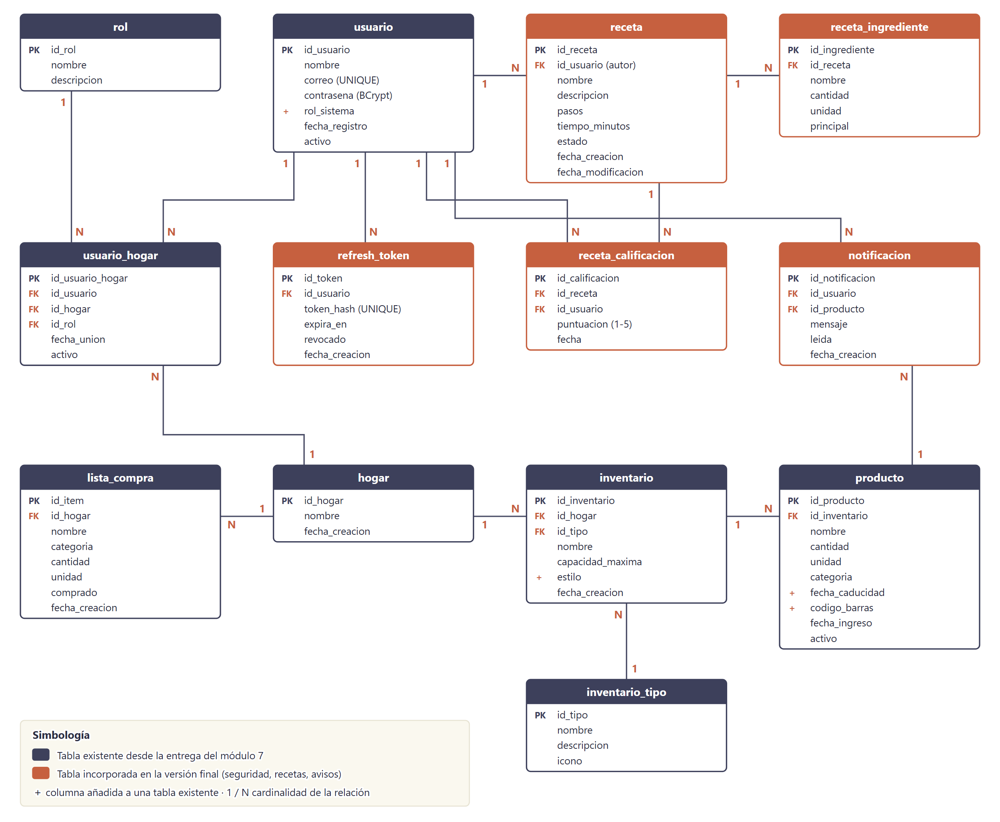 rol
PK id_rol
nombre
descripcion
1
usuario
PK id_usuario
nombre
correo (UNIQUE)
contrasena (BCrypt)
+ rol_sistema
fecha_registro
activo
1 1 1 1
N
1
receta
PK id_receta
FK id_usuario (autor)
nombre
descripcion
pasos
tiempo_minutos
estado
fecha_creacion
fecha_modificacion
1
N
1
receta_ingrediente
PK id_ingrediente
FK id_receta
nombre
cantidad
unidad
principal
N N N N N N
usuario_hogar
PK id_usuario_hogar
FK id_usuario
FK id_hogar
FK id_rol
fecha_union
activo
N
refresh_token
PK id_token
FK id_usuario
token_hash (UNIQUE)
expira_en
revocado
fecha_creacion
receta_calificacion
PK id_calificacion
FK id_receta
FK id_usuario
puntuacion (1-5)
fecha
notificacion
PK id_notificacion
FK id_usuario
FK id_producto
mensaje
leida
fecha_creacion
N
1 1
lista_compra
PK id_item
FK id_hogar
nombre
categoria
cantidad
unidad
comprado
fecha_creacion
1
N
hogar
PK id_hogar
nombre
fecha_creacion
N
1
inventario
PK id_inventario
FK id_hogar
FK id_tipo
nombre
capacidad_maxima
+ estilo
fecha_creacion
N
N
1
producto
PK id_producto
FK id_inventario
nombre
cantidad
unidad
categoria
+ fecha_caducidad
+ codigo_barras
fecha_ingreso
activo
1
inventario_tipo
PK id_tipo
nombre
descripcion
icono
Simbología
Tabla existente desde la entrega del módulo 7
Tabla incorporada en la versión final (seguridad, recetas, avisos)
+ columna añadida a una tabla existente · 1 / N cardinalidad de la relación